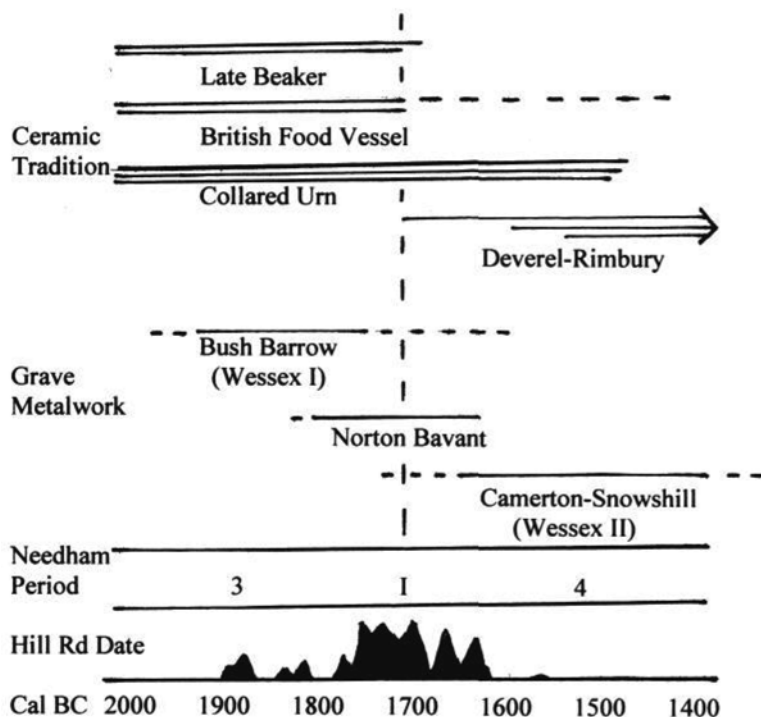 Late Beaker
Ceramic
Tradition
British Food Vessel
Collared Urn
Deverel-Rimbury
Bush Barrow
(Wessex I)
Grave
Metalwork
Norton Bavant
Camerton-Snowshill
(Wessex II)
Needham
Period 3 I 4
Hill Rd Date
Cal BC 2000 1900 1800 1700 1600 1500 1400